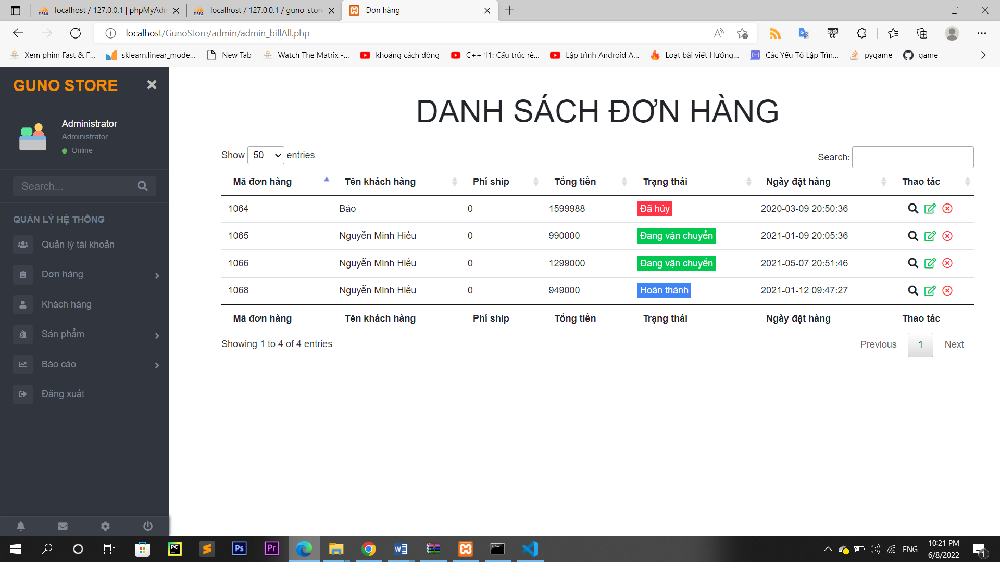 localhost / 127.0.0.1 | phpMyAdm
localhost / 127.0.0.1 / guno_store
Đơn hàng
localhost/GunoStore/admin/admin_billAll.php
Xem phim Fast & F...
sklearn.linear_mode...
New Tab
Watch The Matrix -...
khoảng cách dòng
C++ 11: Cấu trúc rẽ...
Lập trình Android A...
Loạt bài viết Hướng...
Các Yếu Tố Lập Trìn...
pygame
game
GUNO STORE
Administrator
Administrator
Online
Search...
QUẢN LÝ HỆ THỐNG
Quản lý tài khoản
Đơn hàng
Khách hàng
Sản phẩm
Báo cáo
Đăng xuất
DANH SÁCH ĐƠN HÀNG
Show 50 entries
Search:
Mã đơn hàng Tên khách hàng Phí ship Tổng tiền Trạng thái Ngày đặt hàng Thao tác
1064 Bảo 0 1599988 Đã hủy 2020-03-09 20:50:36
1065 Nguyễn Minh Hiếu 0 990000 Đang vận chuyển 2021-01-09 20:05:36
1066 Nguyễn Minh Hiếu 0 1299000 Đang vận chuyển 2021-05-07 20:51:46
1068 Nguyễn Minh Hiếu 0 949000 Hoàn thành 2021-01-12 09:47:27
Mã đơn hàng Tên khách hàng Phí ship Tổng tiền Trạng thái Ngày đặt hàng Thao tác
Showing 1 to 4 of 4 entries
Previous 1 Next
ENG
10:21 PM
6/8/2022
1